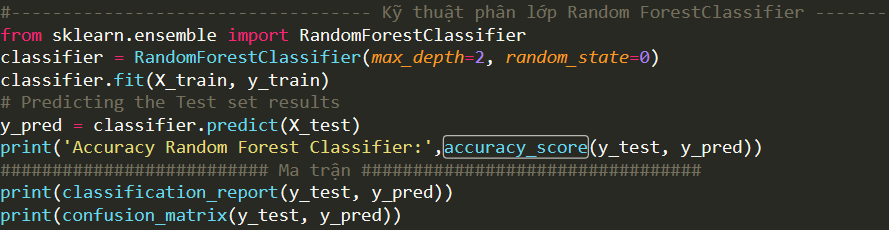 #----------------------------------- Kỹ thuật phân lớp Random ForestClassifier -------
from sklearn.ensemble import RandomForestClassifier
classifier = RandomForestClassifier(max_depth=2, random_state=0)
classifier.fit(X_train, y_train)
# Predicting the Test set results
y_pred = classifier.predict(X_test)
print('Accuracy Random Forest Classifier:',accuracy_score(y_test, y_pred))
########################## Ma trận #################################
print(classification_report(y_test, y_pred))
print(confusion_matrix(y_test, y_pred))